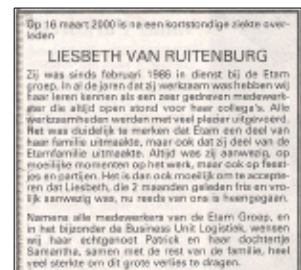 Op 16 maart 2000 is na een kortstondige ziekte over-
leden
LIESBETH VAN RUITENBURG
Zij was sinds februari 1986 in dienst bij de Etam
groep. In al de jaren dat zij werkzaam was hebben wij
haar leren kennen als een zeer gedreven medewerk-
ster die altijd open stond voor haar collega's. Alle
werkzaamheden werden met veel plezier uitgevoerd.
Het was duidelijk te merken dat Etam een deel van
haar familie uitmaakte, maar ook dat zij deel van de
Etamfamilie uitmaakte. Altijd was zij aanwezig, op
moeilijke momenten op het werk, maar ook op feest-
jes en partijen. Het is dan ook moeilijk om te accepte-
ren dat Liesbeth, die 2 maanden geleden fris en vro-
lijk aanwezig was, nu reeds van ons is heengegaan.
Namens alle medewerkers van de Etam Groep, en
in het bijzonder de Business Unit Logistiek, wensen
wij haar echtgenoot Patrick en haar dochtertje
Samantha, samen met de rest van de familie, heel
veel sterkte om dit grote verlies te dragen.